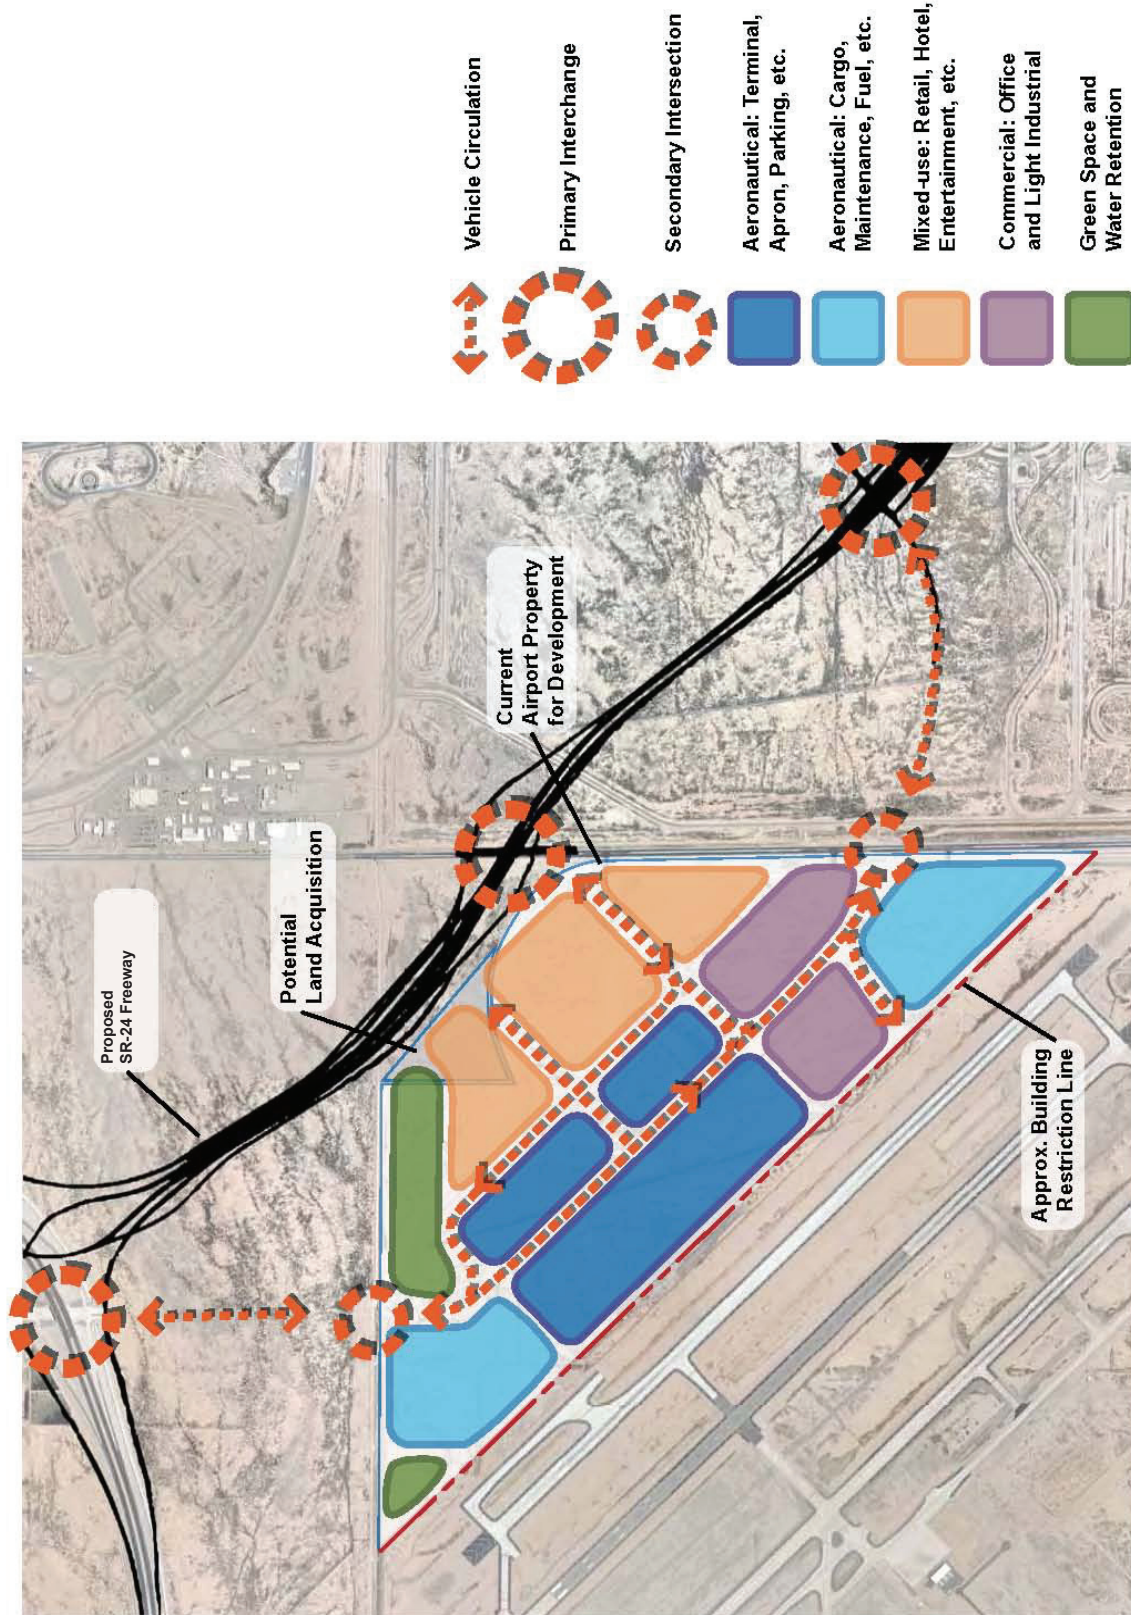 Proposed
SR-24 Freeway
Potential
Land Acquisition
Current
Airport Property
for Development
Approx. Building
Restriction Line
Vehicle Circulation
Primary Interchange
Secondary Intersection
Aeronautical: Terminal,
Apron, Parking, etc.
Aeronautical: Cargo,
Maintenance, Fuel, etc.
Mixed-use: Retail, Hotel,
Entertainment, etc.
Commercial: Office
and Light Industrial
Green Space and
Water Retention